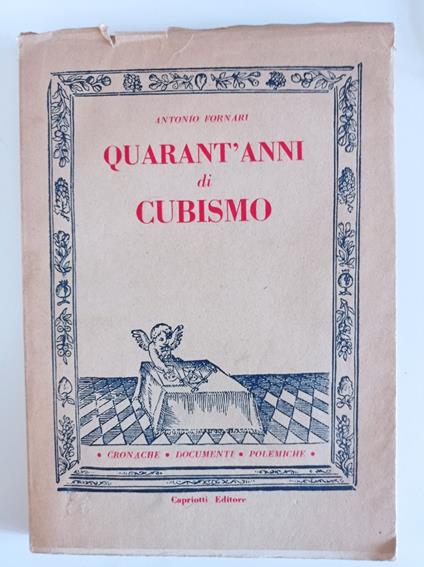 ANTONIO FORNARI
QUARANT'ANNI
di
CUBISMO
• CRONACHE • DOCUMENTI • POLEMICHE •
Capriotti Editore